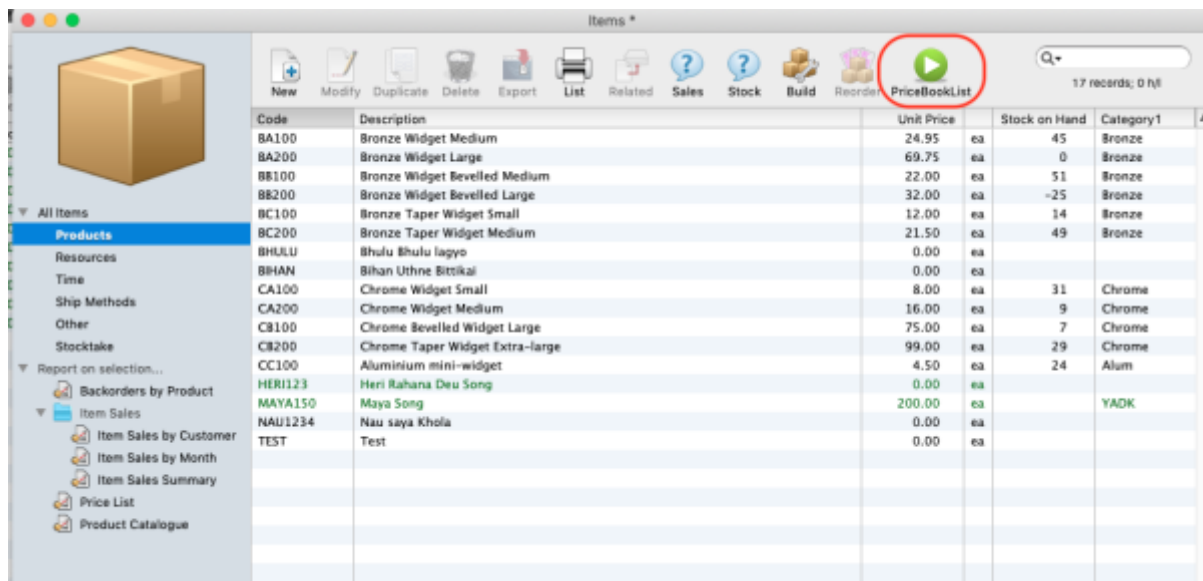 Items *
New Modify Duplicate Delete Export List Related Sales Stock Build Reorder PriceBookList
17 records; 0 h/l
All Items
Products
Resources
Time
Ship Methods
Other
Stocktake
Report on selection...
Backorders by Product
Item Sales
Item Sales by Customer
Item Sales by Month
Item Sales Summary
Price List
Product Catalogue
Code Description Unit Price Stock on Hand Category1
BA100 Bronze Widget Medium 24.95 ea 45 Bronze
BA200 Bronze Widget Large 69.75 ea 0 Bronze
BB100 Bronze Widget Bevelled Medium 22.00 ea 51 Bronze
BB200 Bronze Widget Bevelled Large 32.00 ea -25 Bronze
BC100 Bronze Taper Widget Small 12.00 ea 14 Bronze
BC200 Bronze Taper Widget Medium 21.50 ea 49 Bronze
BHULU Bhulu Bhulu lagyo 0.00 ea
BIHAN Bihan Uthne Bittikai 0.00 ea
CA100 Chrome Widget Small 8.00 ea 31 Chrome
CA200 Chrome Widget Medium 16.00 ea 9 Chrome
CB100 Chrome Bevelled Widget Large 75.00 ea 7 Chrome
CB200 Chrome Taper Widget Extra-large 99.00 ea 29 Chrome
CC100 Aluminium mini-widget 4.50 ea 24 Alum
HERI123 Heri Rahana Deu Song 0.00 ea
MAYA150 Maya Song 200.00 ea YADK
NAU1234 Nau saya Khola 0.00 ea
TEST Test 0.00 ea